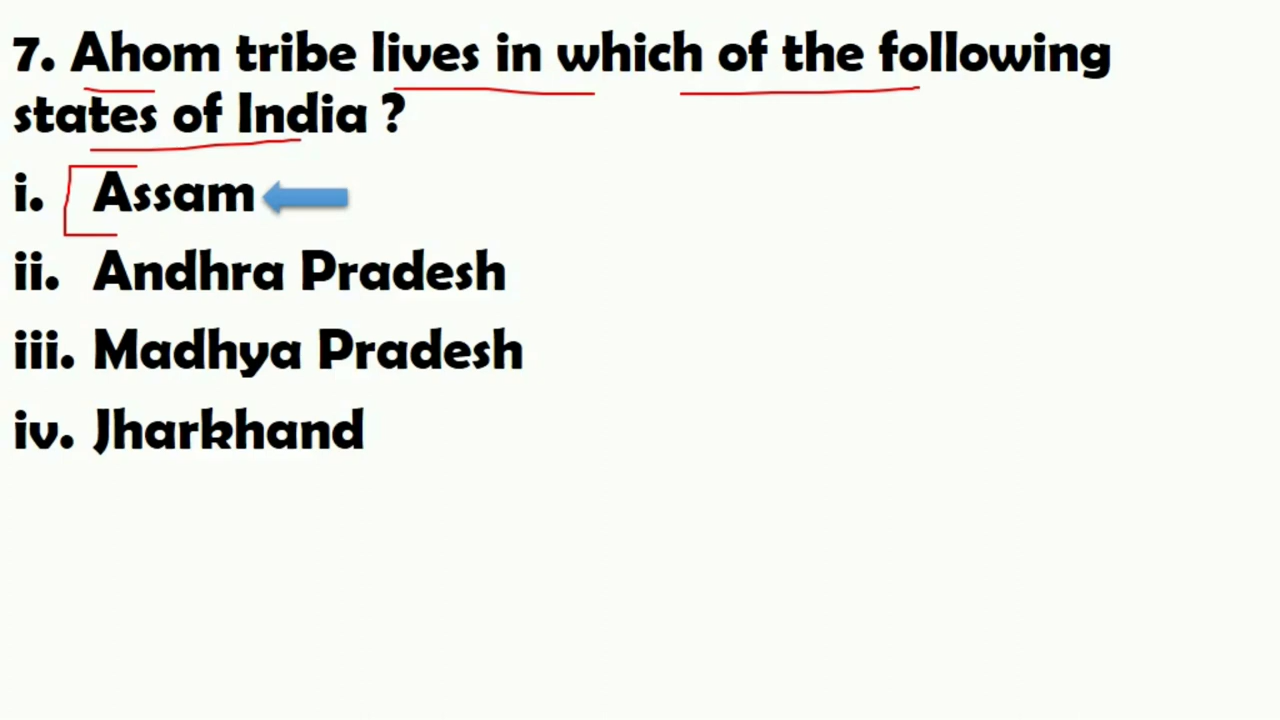 7. Ahom tribe lives in which of the following
states of India ?
i. Assam
ii. Andhra Pradesh
iii. Madhya Pradesh
iv. Jharkhand